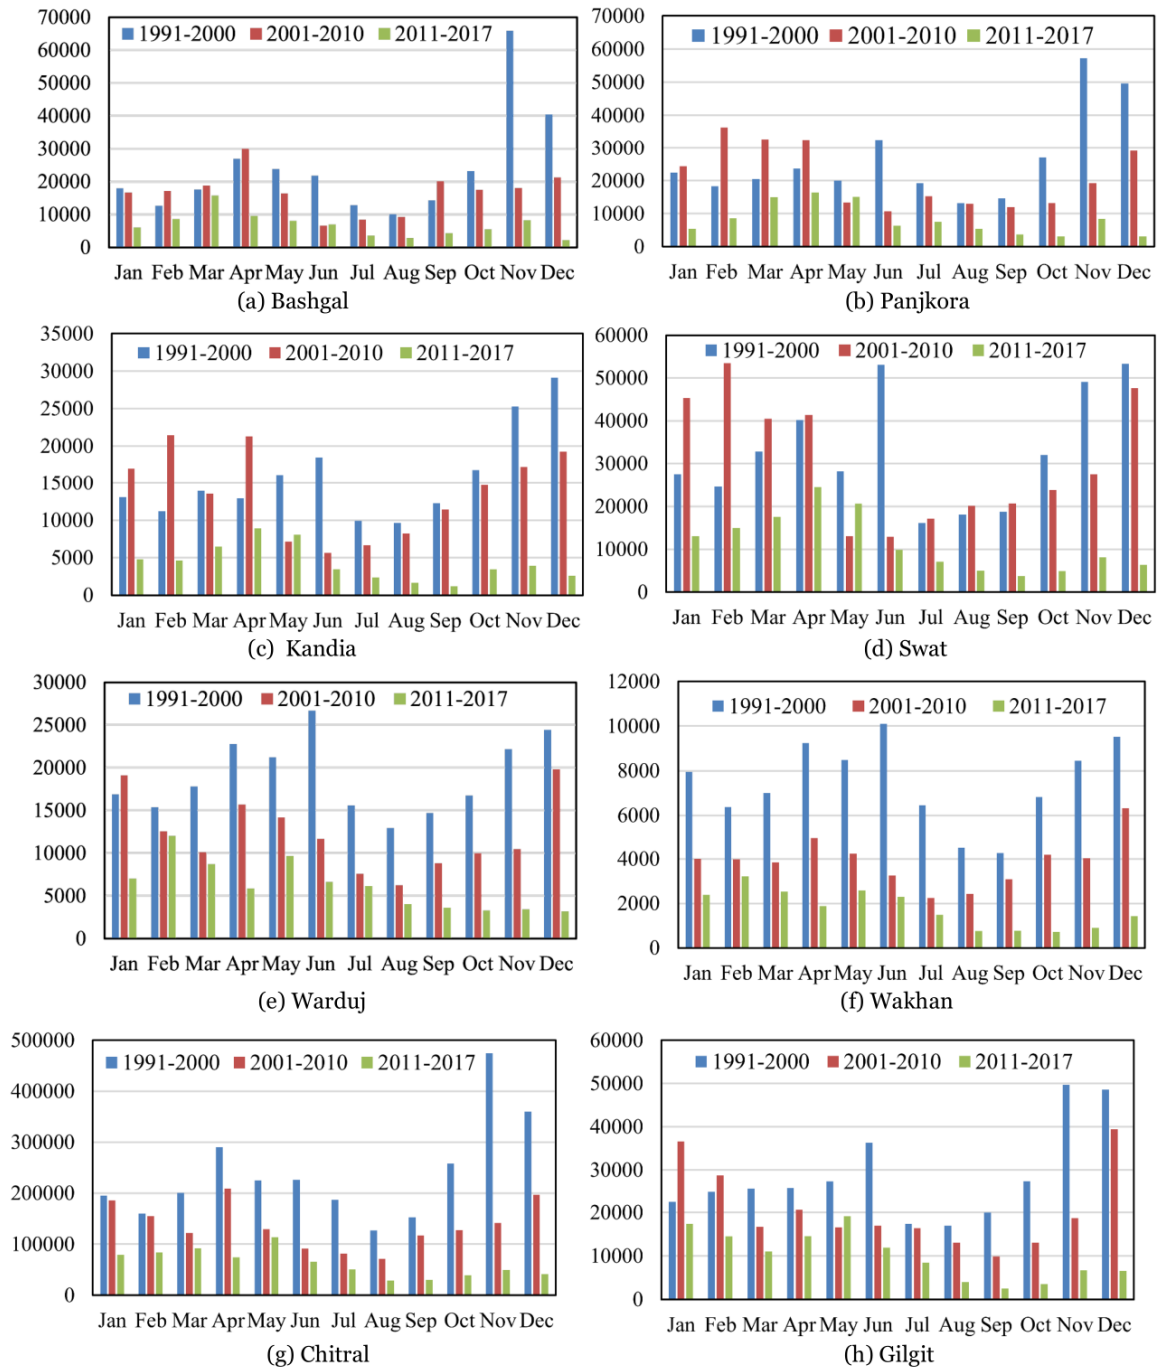 70000
60000
50000
40000
30000
20000
10000
0
1991-2000 2001-2010 2011-2017
Jan Feb Mar Apr May Jun Jul Aug Sep Oct Nov Dec
(a) Bashgal
70000
60000
50000
40000
30000
20000
10000
0
1991-2000 2001-2010 2011-2017
Jan Feb Mar Apr May Jun Jul Aug Sep Oct Nov Dec
(b) Panjkora
35000
30000
25000
20000
15000
10000
5000
0
1991-2000 2001-2010 2011-2017
Jan Feb Mar Apr May Jun Jul Aug Sep Oct Nov Dec
(c) Kandia
60000
50000
40000
30000
20000
10000
0
1991-2000 2001-2010 2011-2017
Jan Feb Mar Apr May Jun Jul Aug Sep Oct Nov Dec
(d) Swat
30000
25000
20000
15000
10000
5000
0
1991-2000 2001-2010 2011-2017
Jan Feb Mar Apr May Jun Jul Aug Sep Oct Nov Dec
(e) Warduj
12000
10000
8000
6000
4000
2000
0
1991-2000 2001-2010 2011-2017
Jan Feb Mar Apr May Jun Jul Aug Sep Oct Nov Dec
(f) Wakhan
500000
400000
300000
200000
100000
0
1991-2000 2001-2010 2011-2017
Jan Feb Mar Apr May Jun Jul Aug Sep Oct Nov Dec
(g) Chitral
60000
50000
40000
30000
20000
10000
0
1991-2000 2001-2010 2011-2017
Jan Feb Mar Apr May Jun Jul Aug Sep Oct Nov Dec
(h) Gilgit